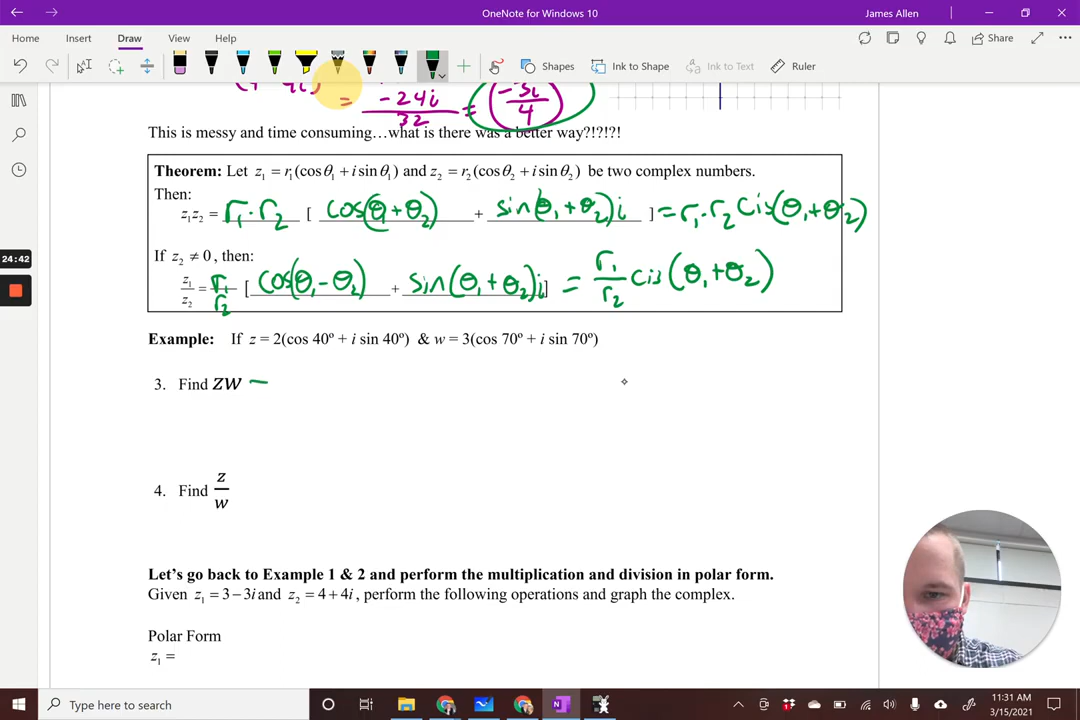 OneNote for Windows 10
James Allen
Home Insert Draw View Help
Share
Shapes Ink to Shape Ink to Text Ruler
- 24i
32
= = -3i
4
This is messy and time consuming…what is there was a better way?!?!?!
Theorem: Let z₁ = r₁(cos θ₁ + i sin θ₁) and z₂ = r₂(cos θ₂ + i sin θ₂) be two complex numbers.
Then:
z₁z₂ = r₁·r₂ [ cos(θ₁+θ₂) + sin(θ₁+θ₂)i ] = r₁·r₂ cis(θ₁+θ₂)
If z₂ ≠ 0, then:
z₁/z₂ = r₁/r₂ [ cos(θ₁-θ₂) + sin(θ₁+θ₂)i ] = r₁/r₂ cis(θ₁+θ₂)
24:42
Example: If z = 2(cos 40º + i sin 40º) & w = 3(cos 70º + i sin 70º)
3. Find ZW
4. Find z/w
Let's go back to Example 1 & 2 and perform the multiplication and division in polar form.
Given z₁ = 3 − 3i and z₂ = 4 + 4i, perform the following operations and graph the complex.
Polar Form
z₁ =
Type here to search
11:31 AM
3/15/2021